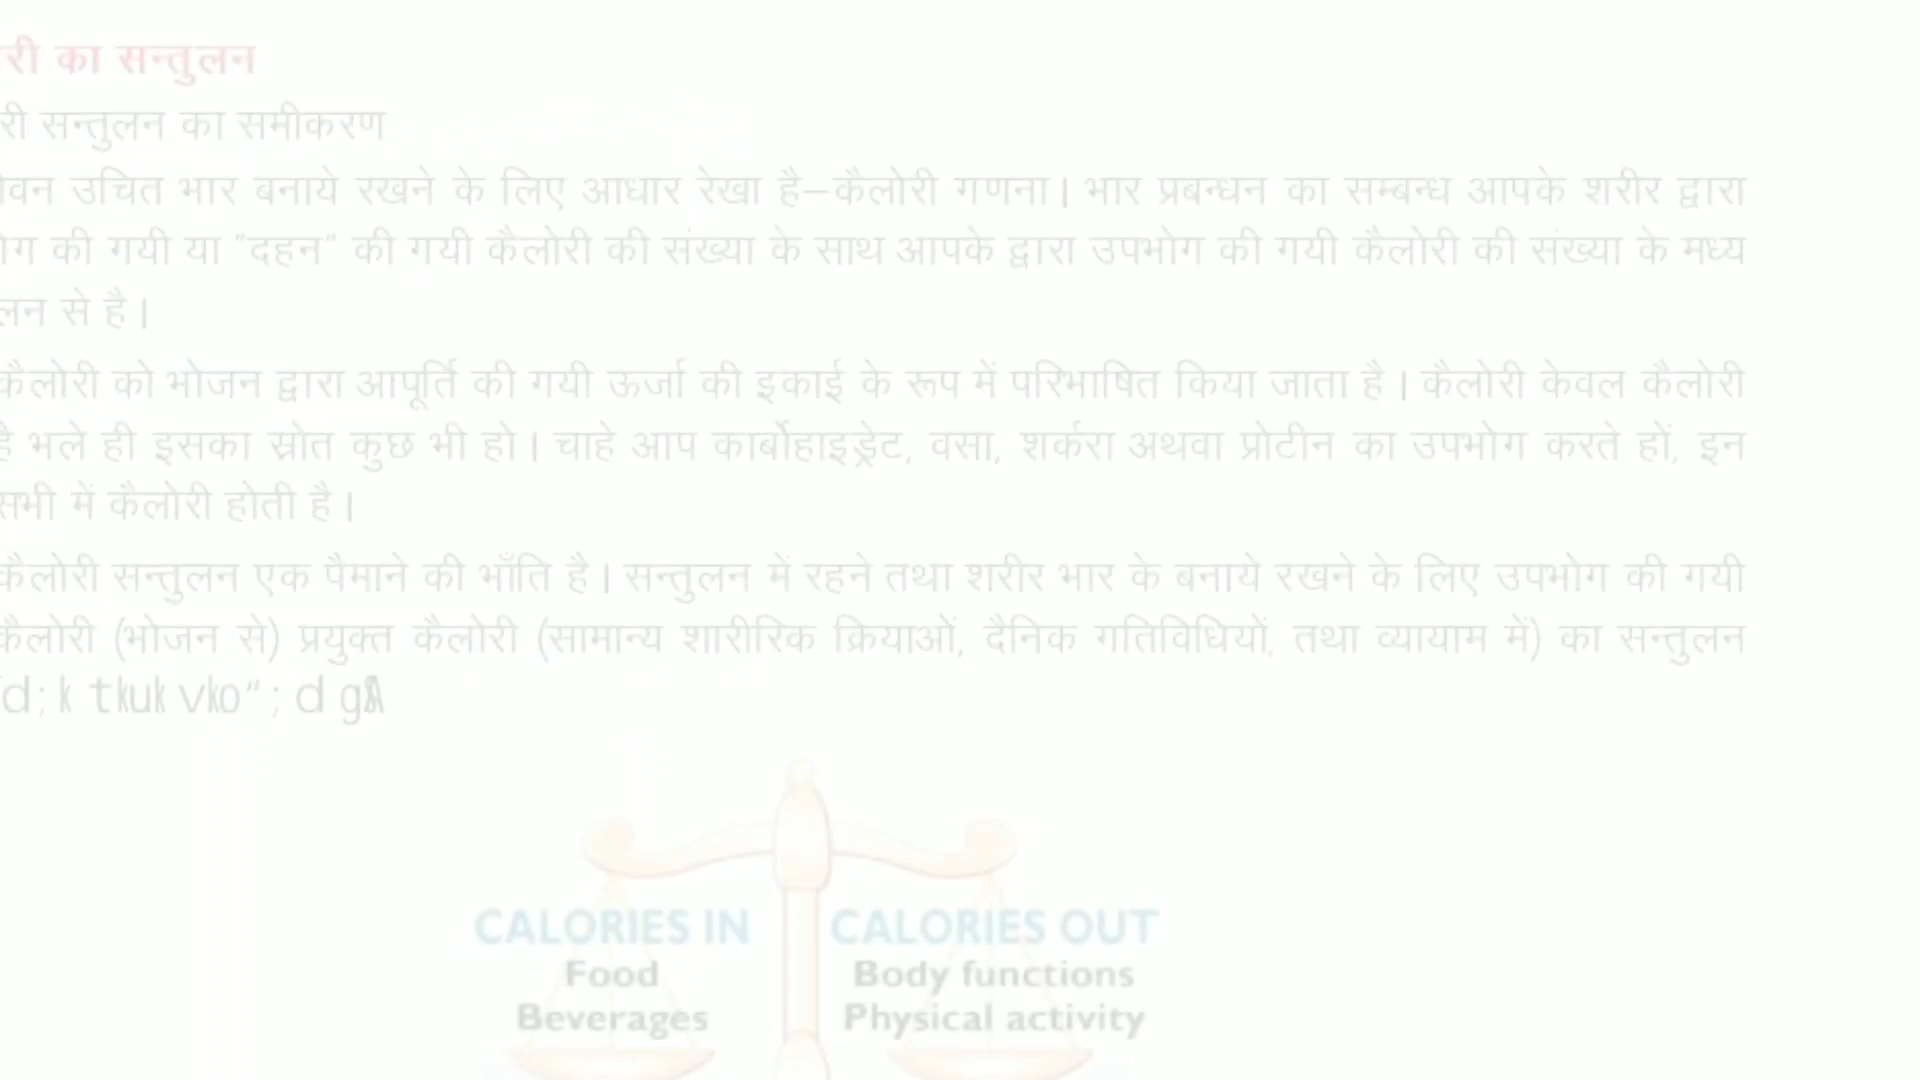 री का सन्तुलन
री सन्तुलन का समीकरण
वन उचित भार बनाये रखने के लिए आधार रेखा है–कैलोरी गणना। भार प्रबन्धन का सम्बन्ध आपके शरीर द्वारा
ग की गयी या "दहन" की गयी कैलोरी की संख्या के साथ आपके द्वारा उपभोग की गयी कैलोरी की संख्या के मध्य
लन से है।
कैलोरी को भोजन द्वारा आपूर्ति की गयी ऊर्जा की इकाई के रूप में परिभाषित किया जाता है। कैलोरी केवल कैलोरी
है भले ही इसका स्रोत कुछ भी हो। चाहे आप कार्बोहाइड्रेट, वसा, शर्करा अथवा प्रोटीन का उपभोग करते हों, इन
सभी में कैलोरी होती है।
कैलोरी सन्तुलन एक पैमाने की भाँति है। सन्तुलन में रहने तथा शरीर भार के बनाये रखने के लिए उपभोग की गयी
कैलोरी (भोजन से) प्रयुक्त कैलोरी (सामान्य शारीरिक क्रियाओं, दैनिक गतिविधियों, तथा व्यायाम में) का सन्तुलन
d;k tkuk vko“;d gSA
CALORIES IN CALORIES OUT
Food Body functions
Beverages Physical activity